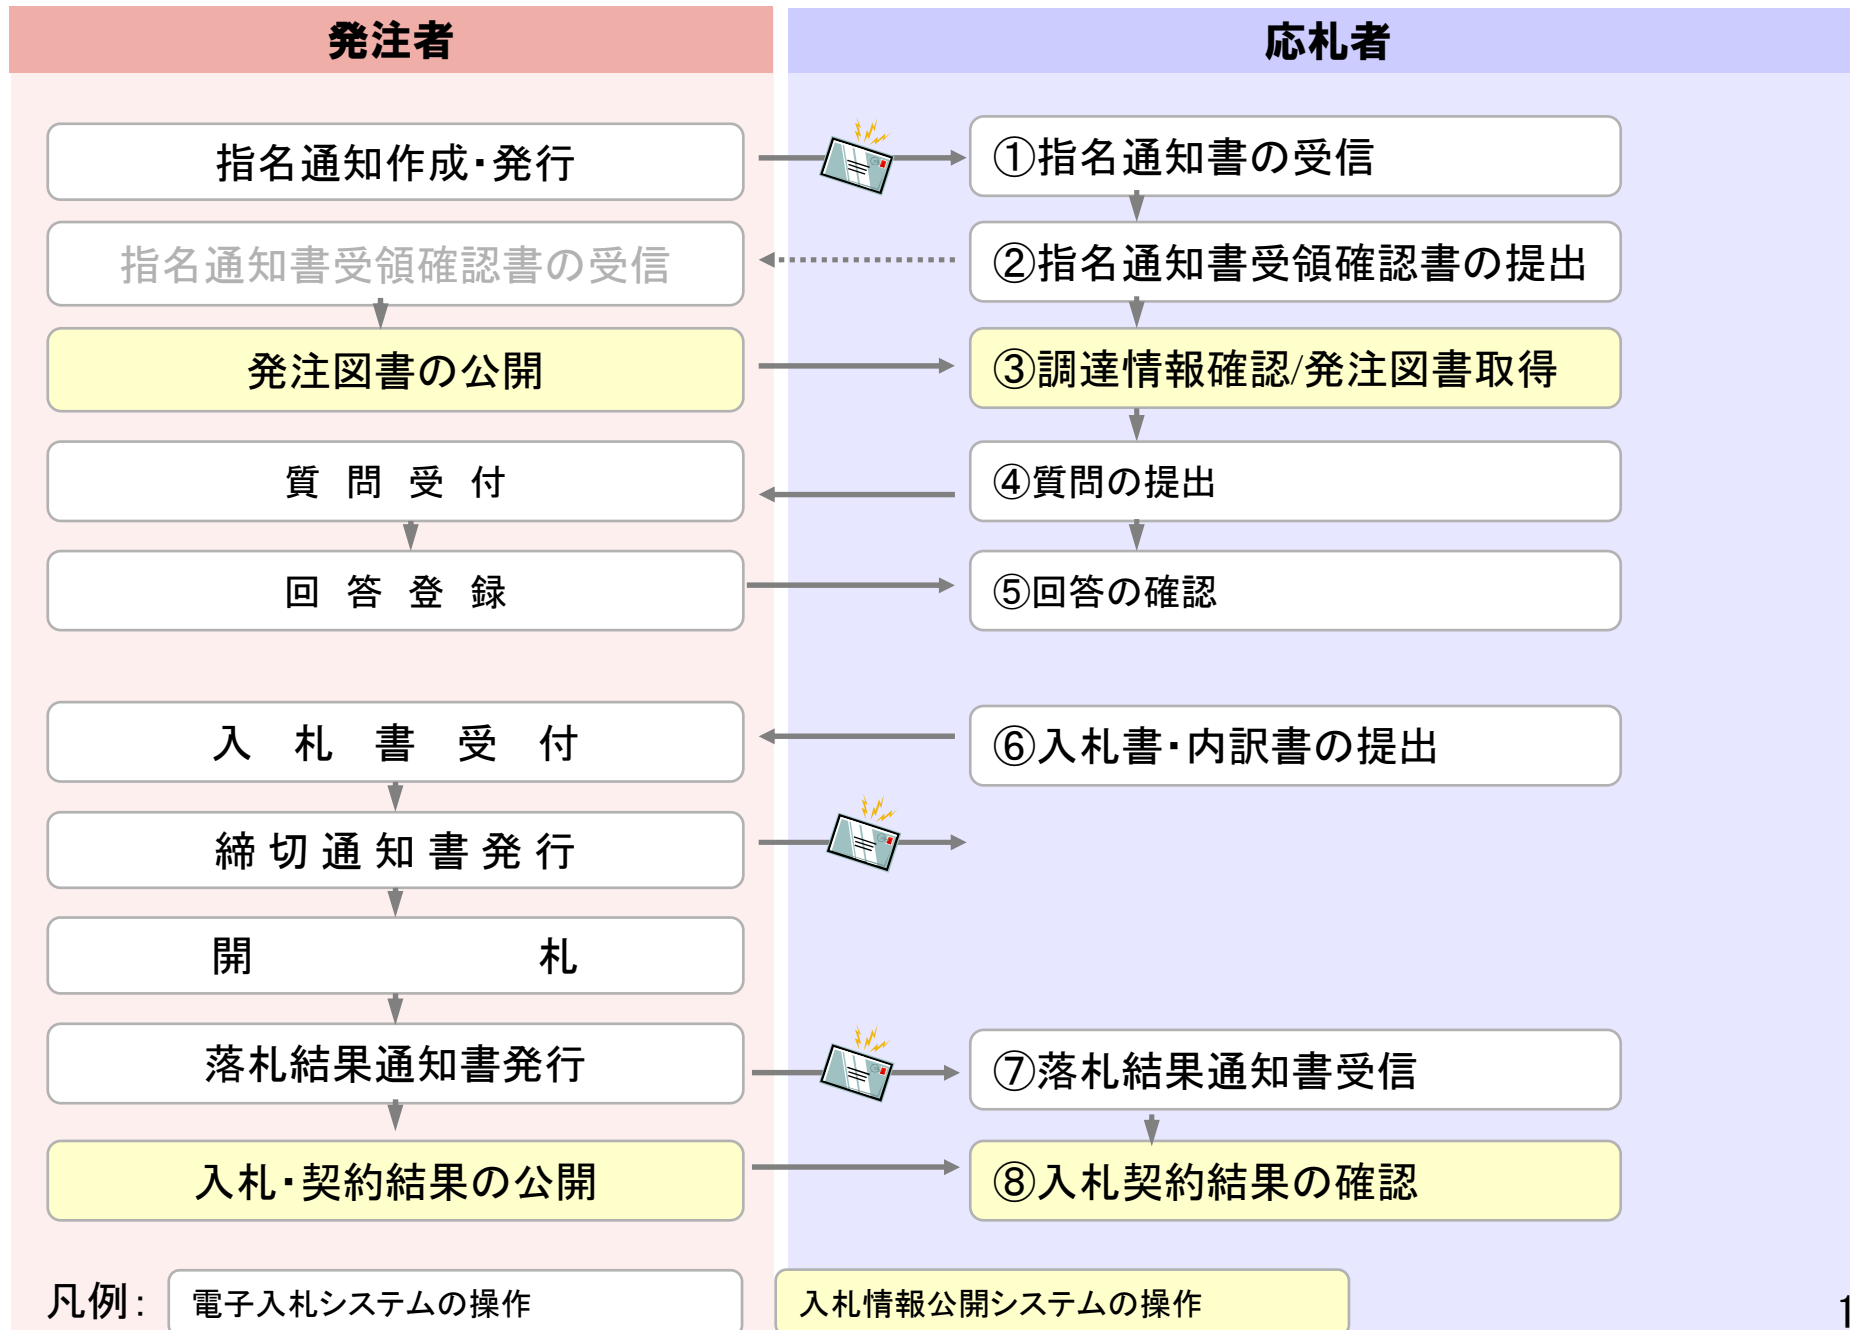 発注者
応札者
指名通知作成・発行
①指名通知書の受信
指名通知書受領確認書の受信
②指名通知書受領確認書の提出
発注図書の公開
③調達情報確認/発注図書取得
質 問 受 付
④質問の提出
回 答 登 録
⑤回答の確認
入 札 書 受 付
⑥入札書・内訳書の提出
締 切 通 知 書 発 行
開 札
落札結果通知書発行
⑦落札結果通知書受信
入札・契約結果の公開
⑧入札契約結果の確認
凡例：
電子入札システムの操作
入札情報公開システムの操作
1